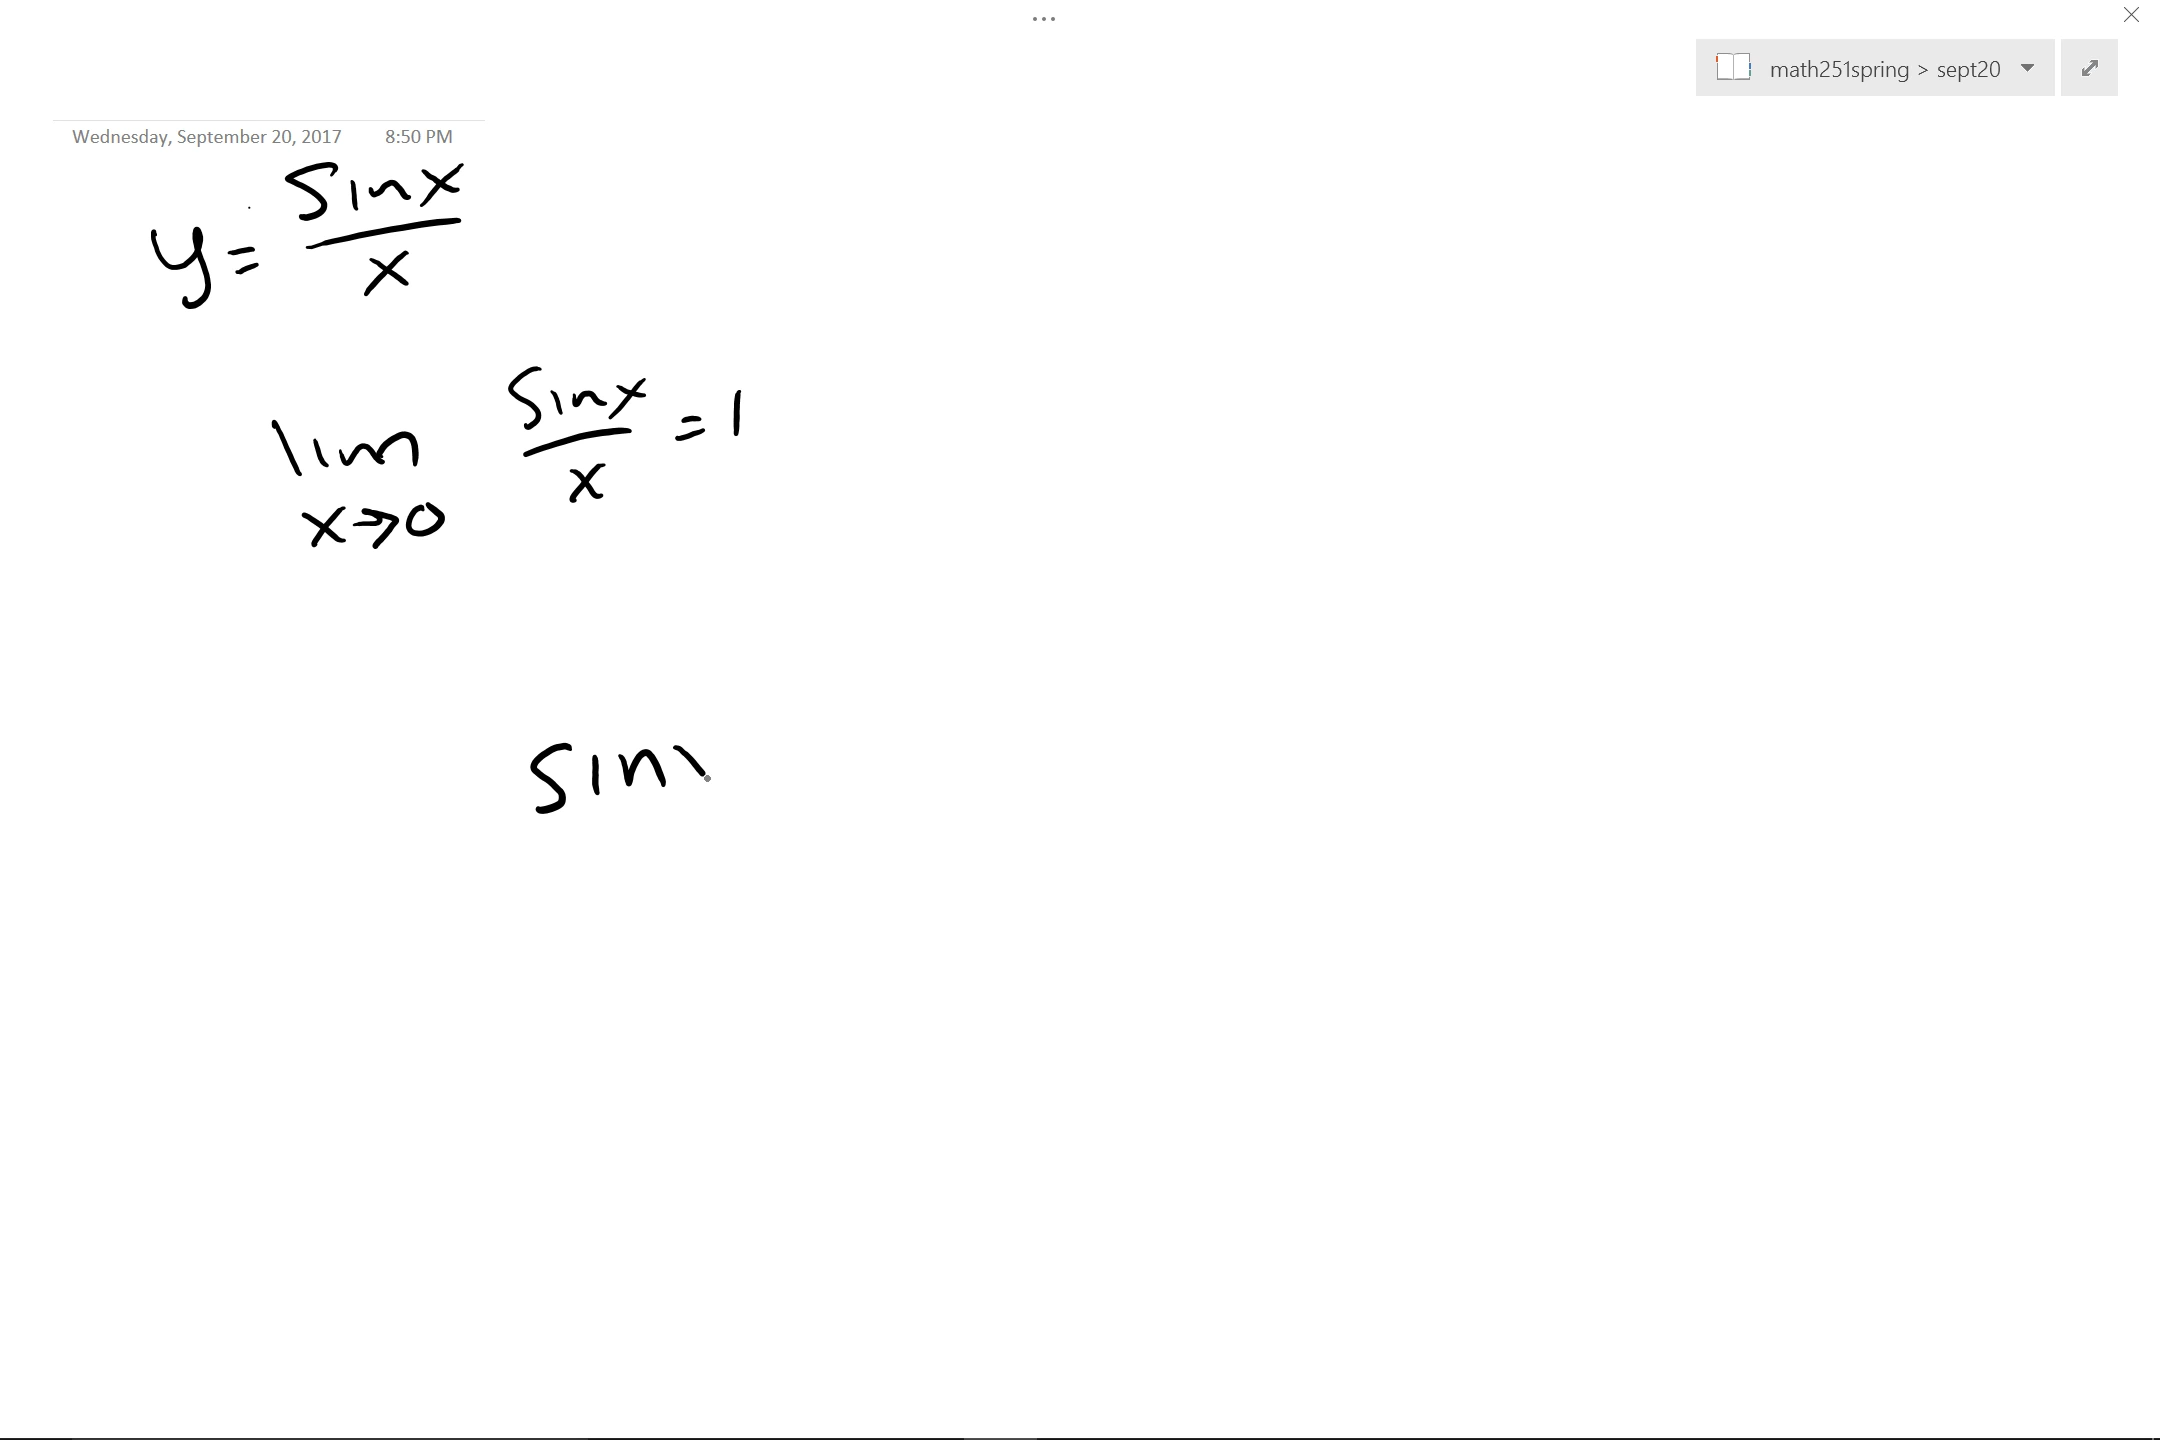 math251spring > sept20
Wednesday, September 20, 2017 8:50 PM
y = sinx / x
lim x→0 sinx / x = 1
sin